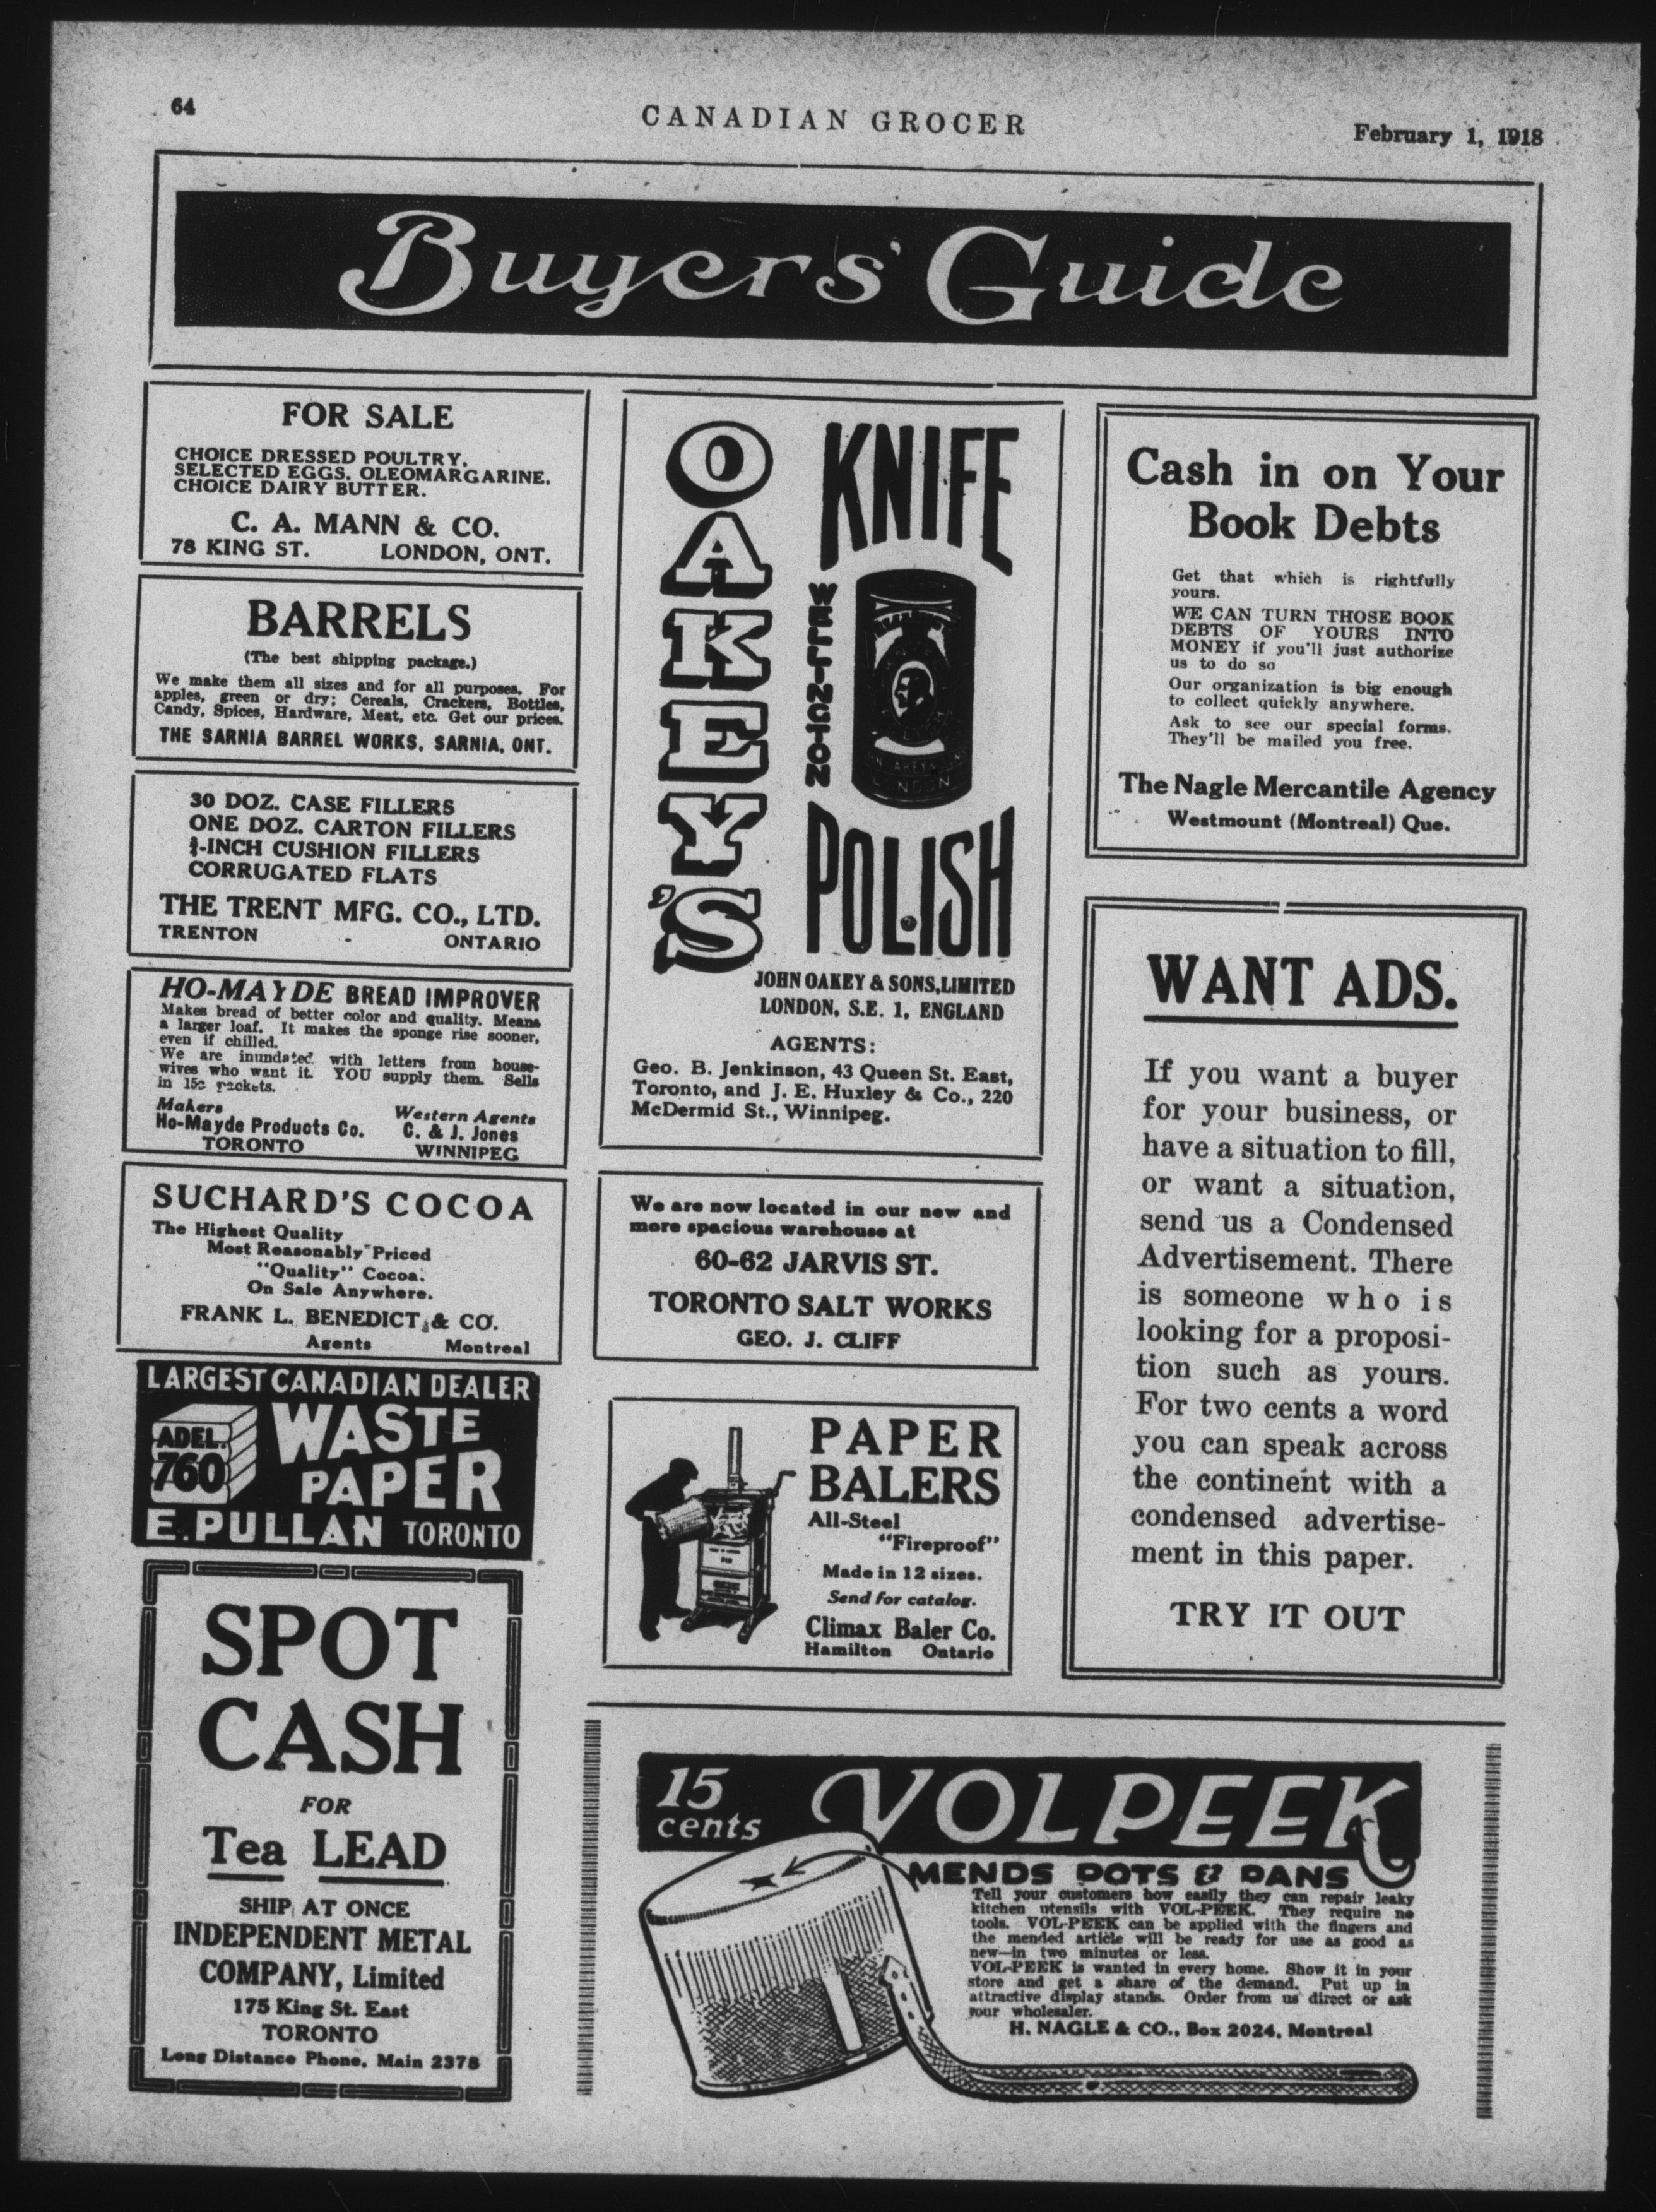 64
CANADIAN GROCER
February 1, 1918
Buyers' Guide
FOR SALE
CHOICE DRESSED POULTRY,
SELECTED EGGS, OLEOMARGARINE,
CHOICE DAIRY BUTTER.
C. A. MANN & CO.
78 KING ST. LONDON, ONT.
BARRELS
(The best shipping package.)
We make them all sizes and for all purposes. For
apples, green or dry; Cereals, Crackers, Bottles,
Candy, Spices, Hardware, Meat, etc. Get our prices.
THE SARNIA BARREL WORKS, SARNIA, ONT.
30 DOZ. CASE FILLERS
ONE DOZ. CARTON FILLERS
-INCH CUSHION FILLERS
CORRUGATED FLATS
THE TRENT MFG. CO., LTD.
TRENTON ONTARIO
HO-MAYDE BREAD IMPROVER
Makes bread of better color and quality. Means
a larger loaf. It makes the sponge rise sooner,
even if chilled.
We are inundated with letters from house-
wives who want it. YOU supply them. Sells
in 15c packets.
Makers
Ho-Mayde Products Co.
TORONTO
Western Agents
C. & J. Jones
WINNIPEG
SUCHARD'S COCOA
The Highest Quality
Most Reasonably Priced
"Quality" Cocoa.
On Sale Anywhere.
FRANK L. BENEDICT & CO.
Agents Montreal
LARGEST CANADIAN DEALER
ADEL.
760
WASTE
PAPER
E. PULLAN TORONTO
SPOT
CASH
FOR
Tea LEAD
SHIP AT ONCE
INDEPENDENT METAL
COMPANY, Limited
175 King St. East
TORONTO
Long Distance Phone, Main 2378
OAKEY'S
WELLINGTON
KNIFE
POLISH
JOHN OAKEY & SONS, LIMITED
LONDON, S.E. 1, ENGLAND
AGENTS:
Geo. B. Jenkinson, 43 Queen St. East,
Toronto, and J. E. Huxley & Co., 220
McDermid St., Winnipeg.
We are now located in our new and
more spacious warehouse at
60-62 JARVIS ST.
TORONTO SALT WORKS
GEO. J. CLIFF
PAPER
BALERS
All-Steel
"Fireproof"
Made in 12 sizes.
Send for catalog.
Climax Baler Co.
Hamilton Ontario
Cash in on Your
Book Debts
Get that which is rightfully
yours.
WE CAN TURN THOSE BOOK
DEBTS OF YOURS INTO
MONEY if you'll just authorize
us to do so
Our organization is big enough
to collect quickly anywhere.
Ask to see our special forms.
They'll be mailed you free.
The Nagle Mercantile Agency
Westmount (Montreal) Que.
WANT ADS.
If you want a buyer
for your business, or
have a situation to fill,
or want a situation,
send us a Condensed
Advertisement. There
is someone who is
looking for a proposi-
tion such as yours.
For two cents a word
you can speak across
the continent with a
condensed advertise-
ment in this paper.
TRY IT OUT
15
cents
VOLPEEK
MENDS POTS & PANS
Tell your customers how easily they can repair leaky
kitchen utensils with VOL-PEEK. They require no
tools. VOL-PEEK can be applied with the fingers and
the mended article will be ready for use as good as
new—in two minutes or less.
VOL-PEEK is wanted in every home. Show it in your
store and get a share of the demand. Put up in
attractive display stands. Order from us direct or ask
your wholesaler.
H. NAGLE & CO., Box 2024, Montreal